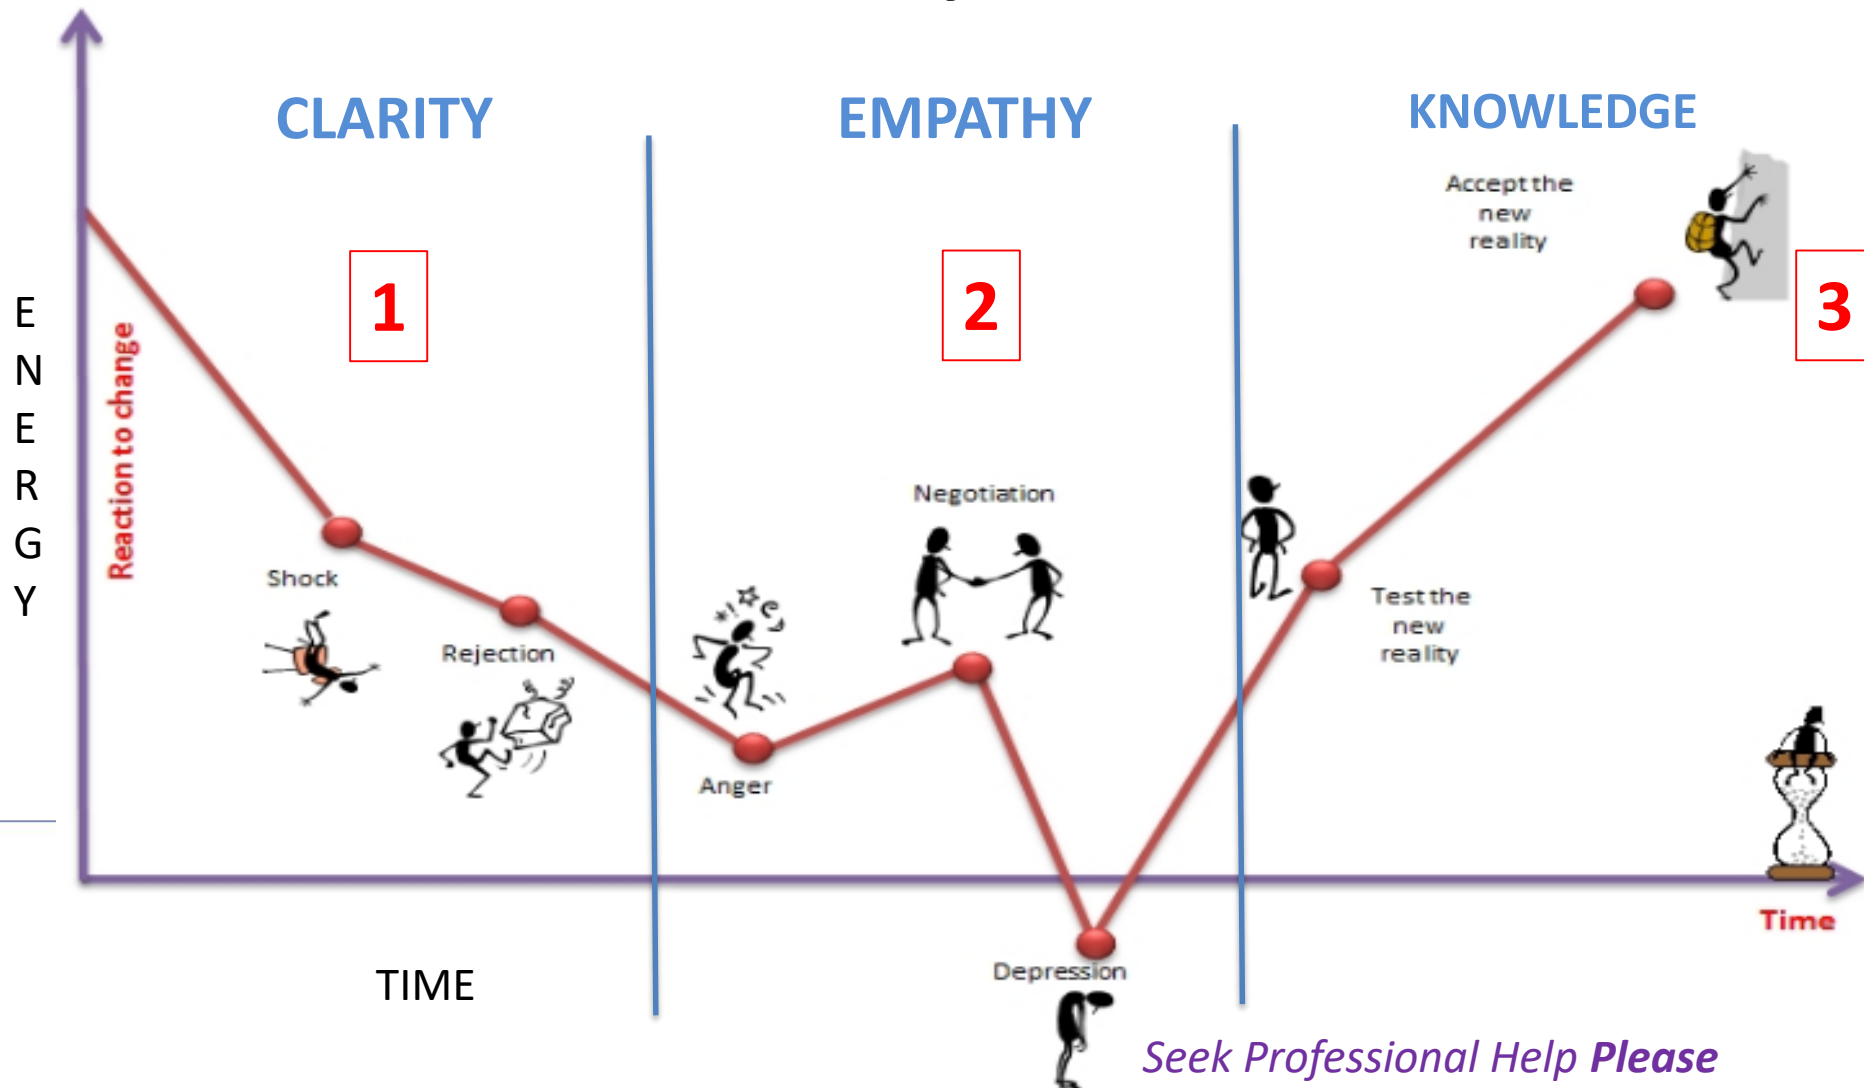 CLARITY
EMPATHY
KNOWLEDGE
Accept the
new
reality
1
2
3
E
N
E
R
G
Y
Reaction to change
Negotiation
Shock
Rejection
Test the
new
reality
Anger
Time
Depression
TIME
Seek Professional Help Please